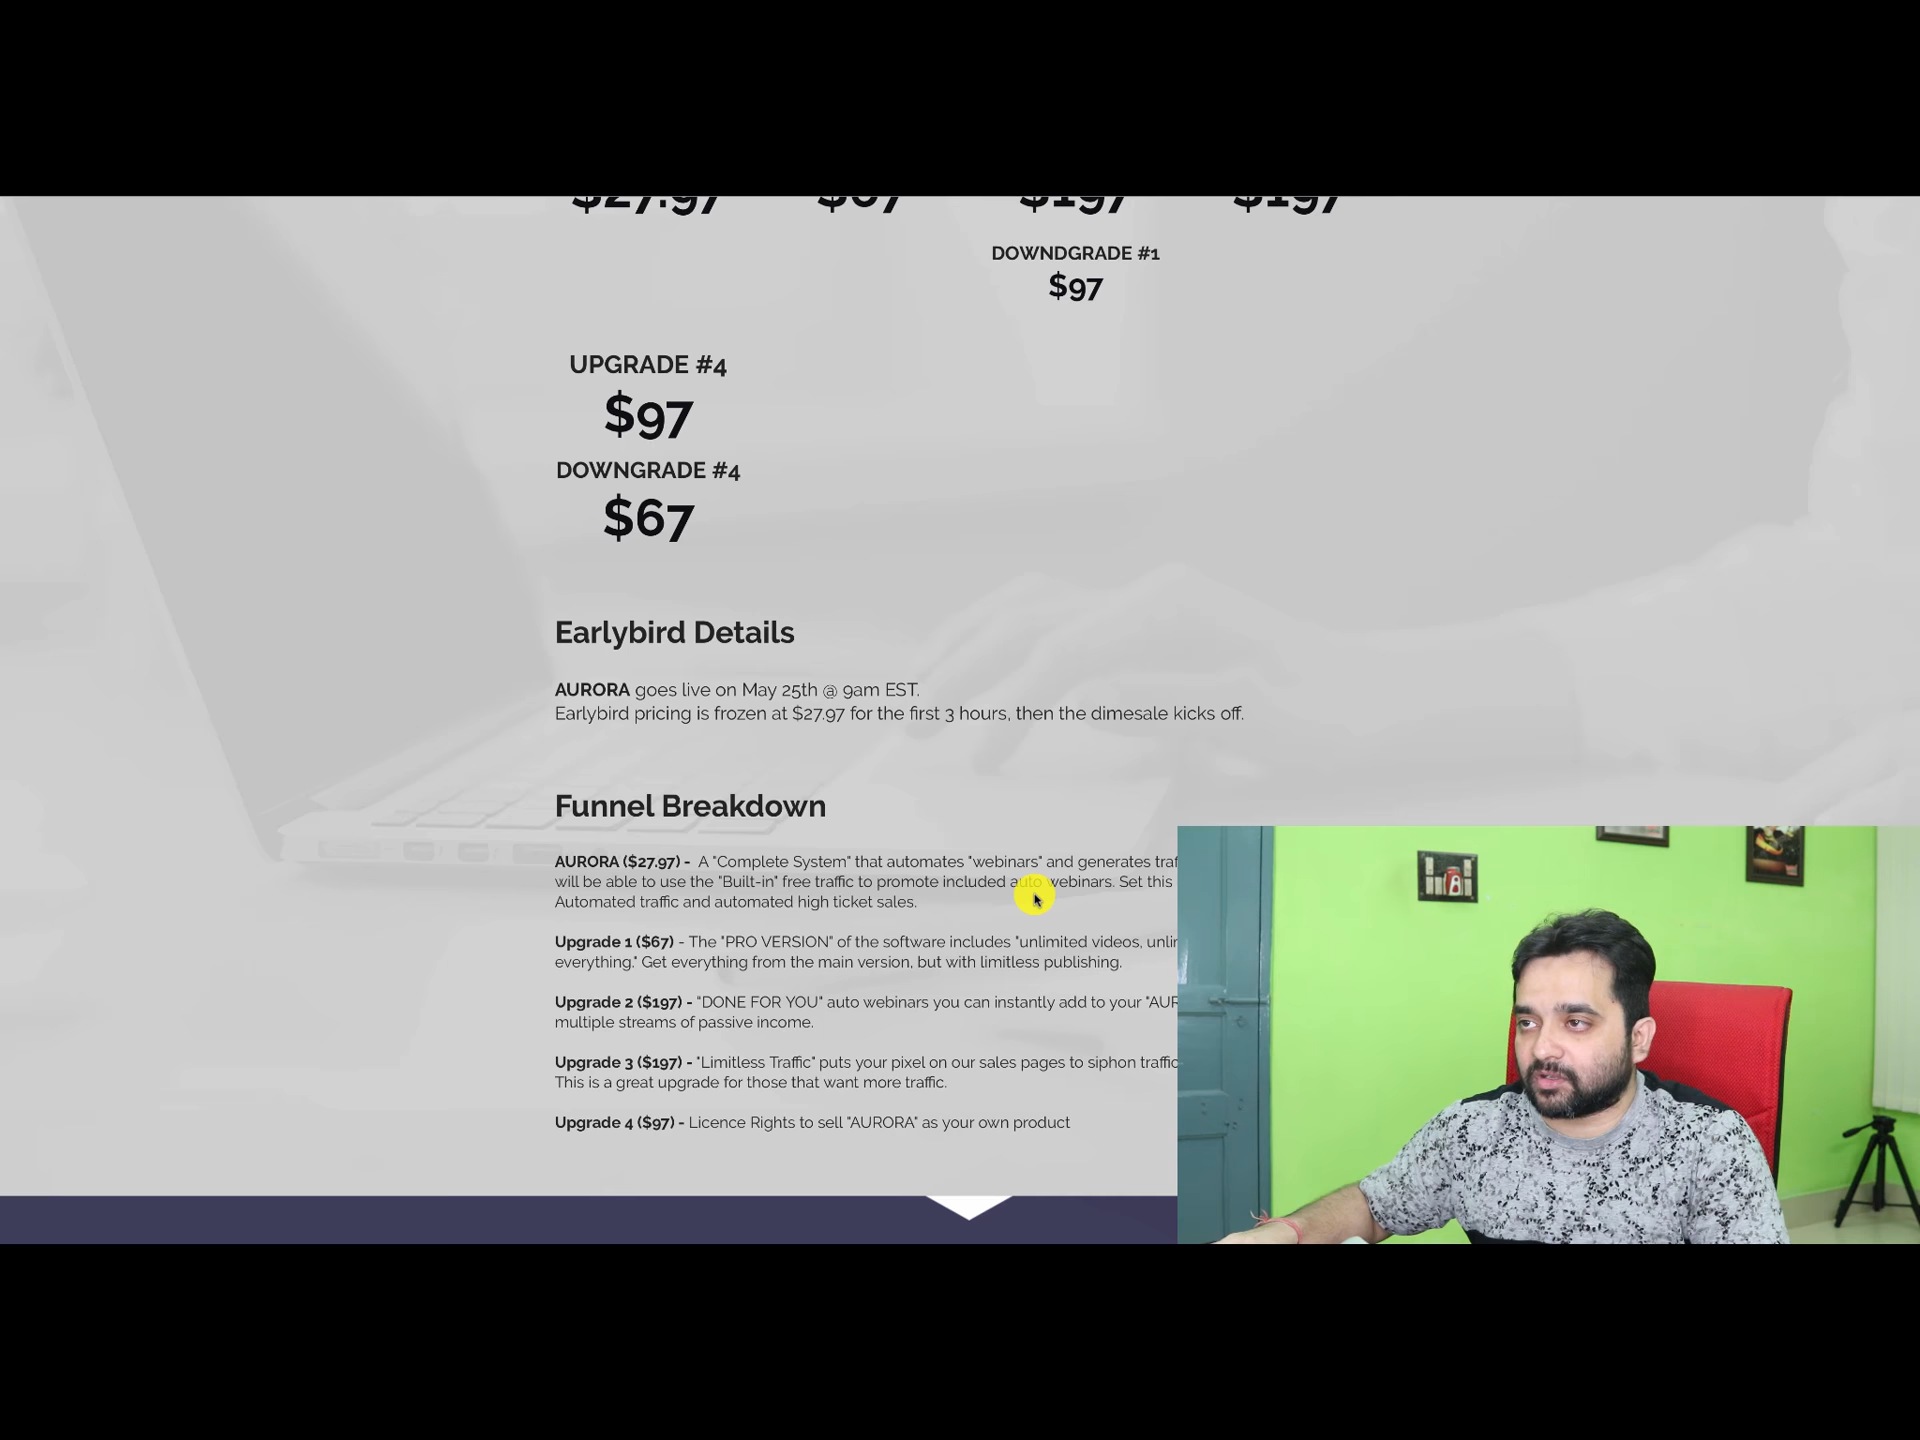 $27.97 $67 $197 $197
DOWNDGRADE #1
$97
UPGRADE #4
$97
DOWNGRADE #4
$67
Earlybird Details
AURORA goes live on May 25th @ 9am EST.
Earlybird pricing is frozen at $27.97 for the first 3 hours, then the dimesale kicks off.
Funnel Breakdown
AURORA ($27.97) - A "Complete System" that automates "webinars" and generates
will be able to use the "Built-in" free traffic to promote included auto webinars. Set this
Automated traffic and automated high ticket sales.
Upgrade 1 ($67) - The "PRO VERSION" of the software includes "unlimited videos,
everything." Get everything from the main version, but with limitless publishing.
Upgrade 2 ($197) - "DONE FOR YOU" auto webinars you can instantly add to your
multiple streams of passive income.
Upgrade 3 ($197) - "Limitless Traffic" puts your pixel on our sales pages to siphon traffic
This is a great upgrade for those that want more traffic.
Upgrade 4 ($97) - Licence Rights to sell "AURORA" as your own product